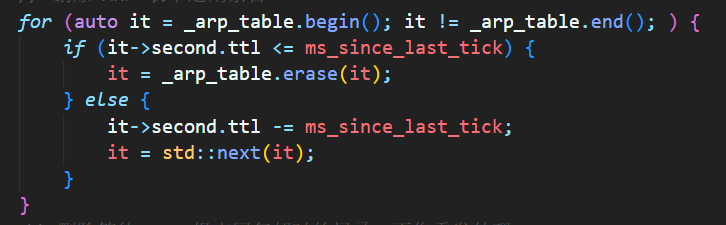 for (auto it = _arp_table.begin(); it != _arp_table.end(); ) {
if (it->second.ttl <= ms_since_last_tick) {
it = _arp_table.erase(it);
} else {
it->second.ttl -= ms_since_last_tick;
it = std::next(it);
}
}